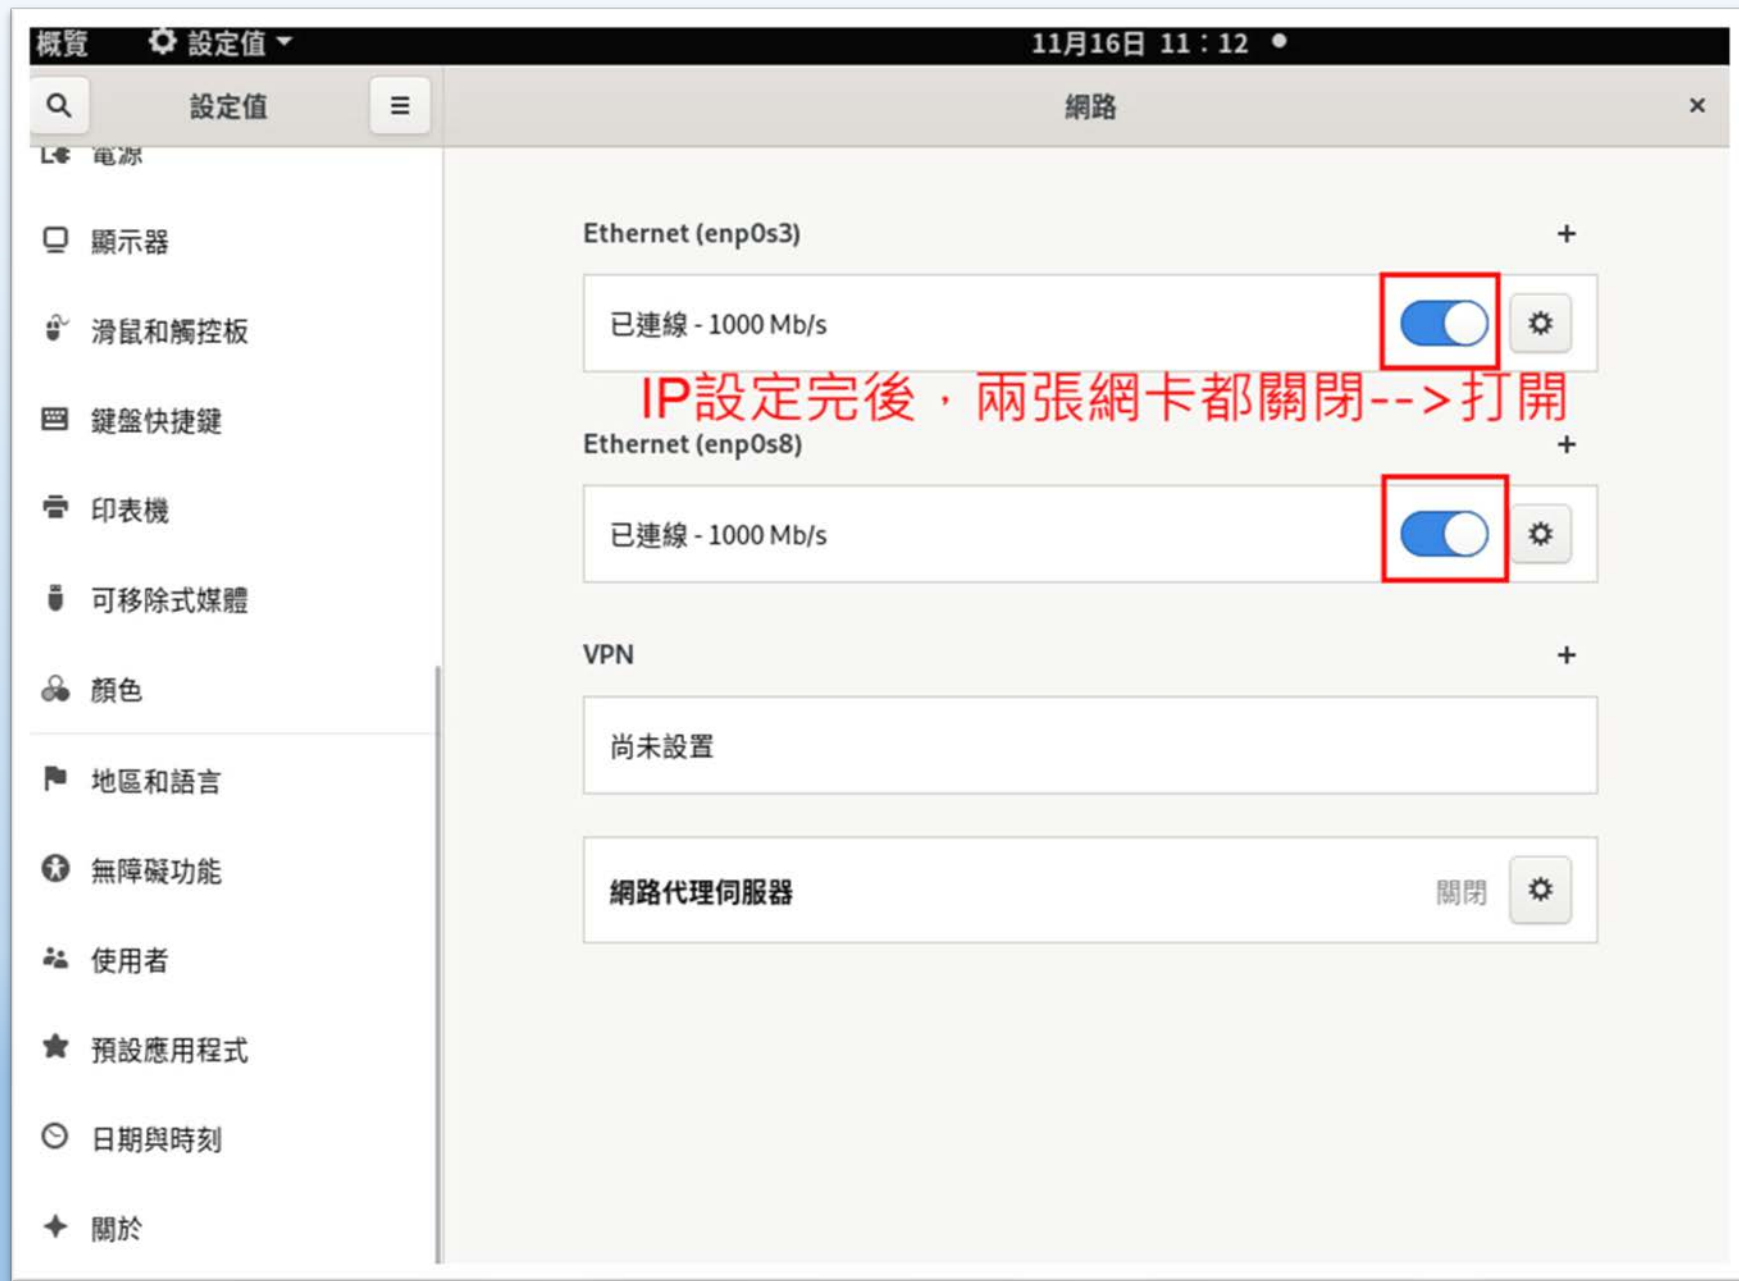 概覽 設定值 11月16日 11：12
設定值 網路
電源
顯示器
滑鼠和觸控板
鍵盤快捷鍵
印表機
可移除式媒體
顏色
地區和語言
無障礙功能
使用者
預設應用程式
日期與時刻
關於
Ethernet (enp0s3)
已連線 - 1000 Mb/s
IP設定完後，兩張網卡都關閉-->打開
Ethernet (enp0s8)
已連線 - 1000 Mb/s
VPN
尚未設置
網路代理伺服器 關閉